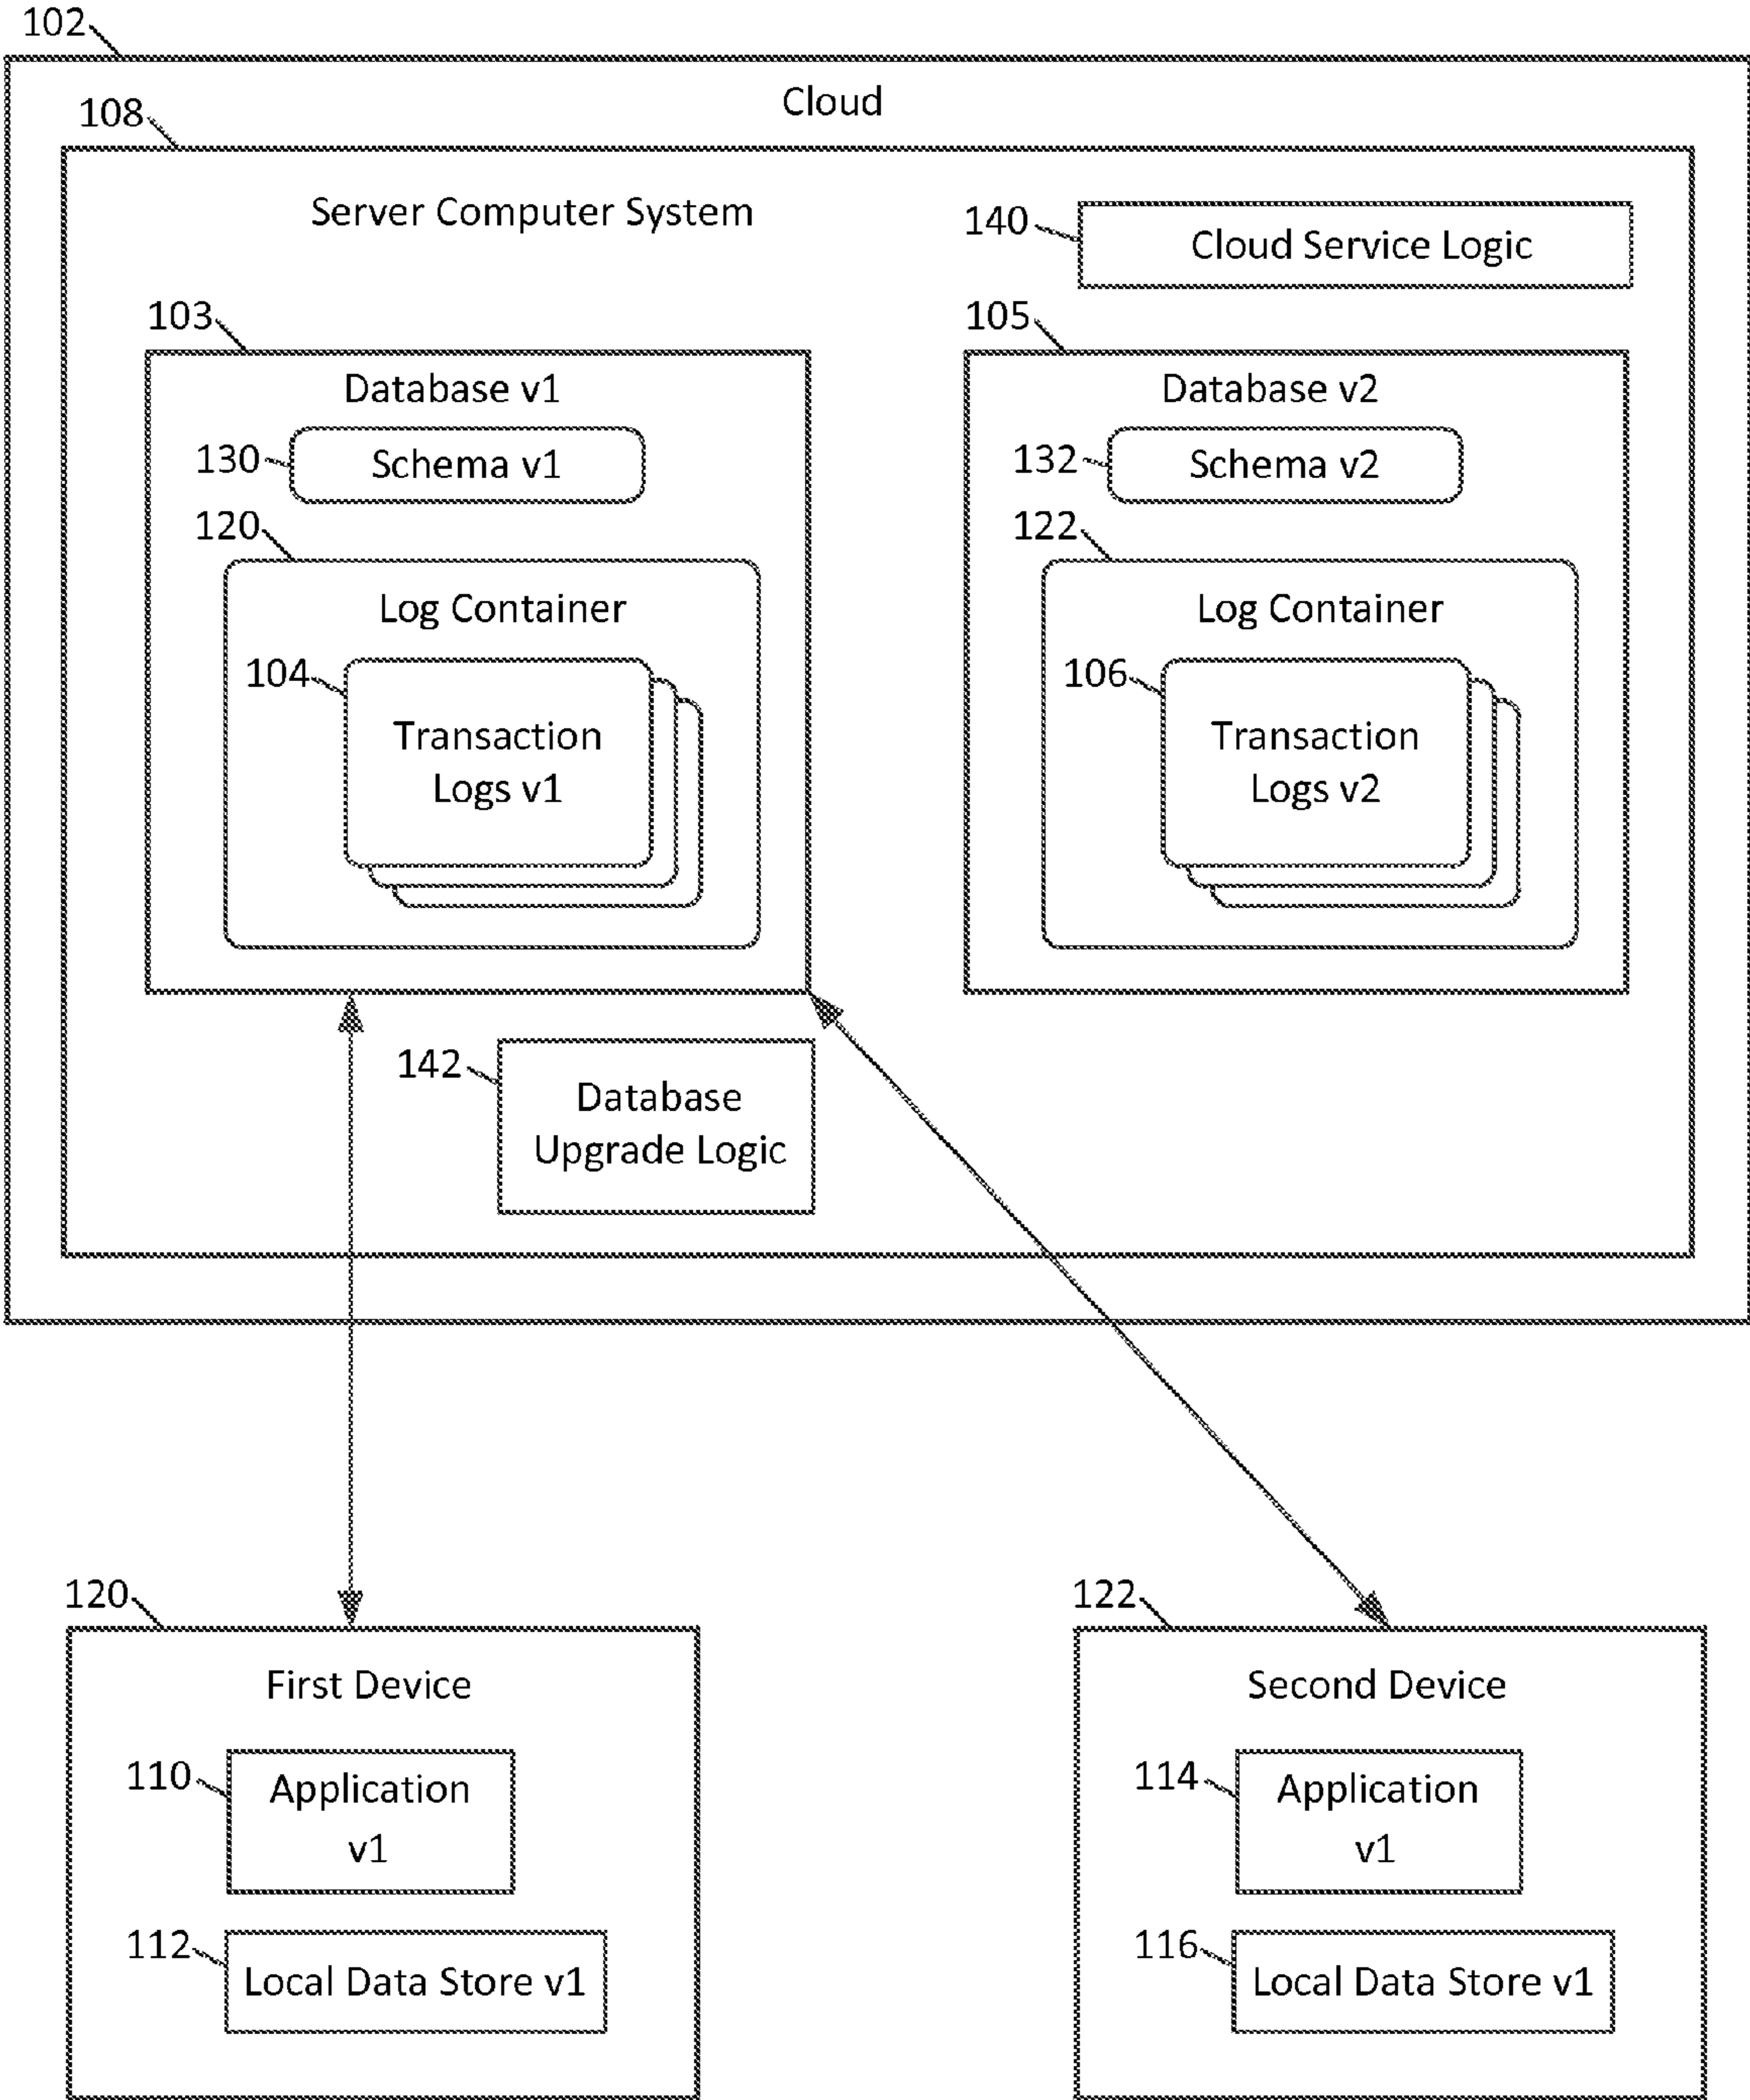 102
Cloud
108
Server Computer System
140
Cloud Service Logic
103
Database v1
130
Schema v1
120
Log Container
104
Transaction
Logs v1
105
Database v2
132
Schema v2
122
Log Container
106
Transaction
Logs v2
142
Database
Upgrade Logic
120
First Device
110
Application
v1
112
Local Data Store v1
122
Second Device
114
Application
v1
116
Local Data Store v1